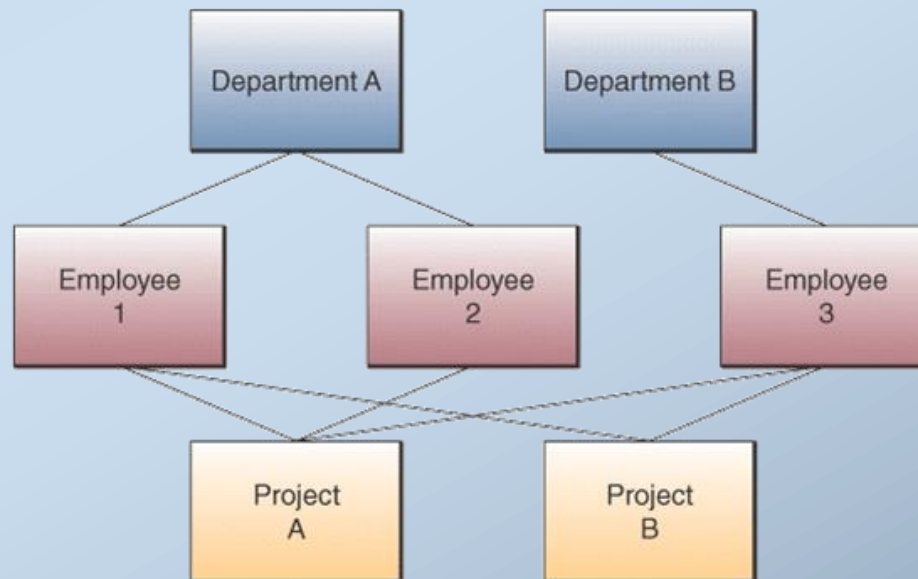 Department A
Department B
Employee
1
Employee
2
Employee
3
Project
A
Project
B